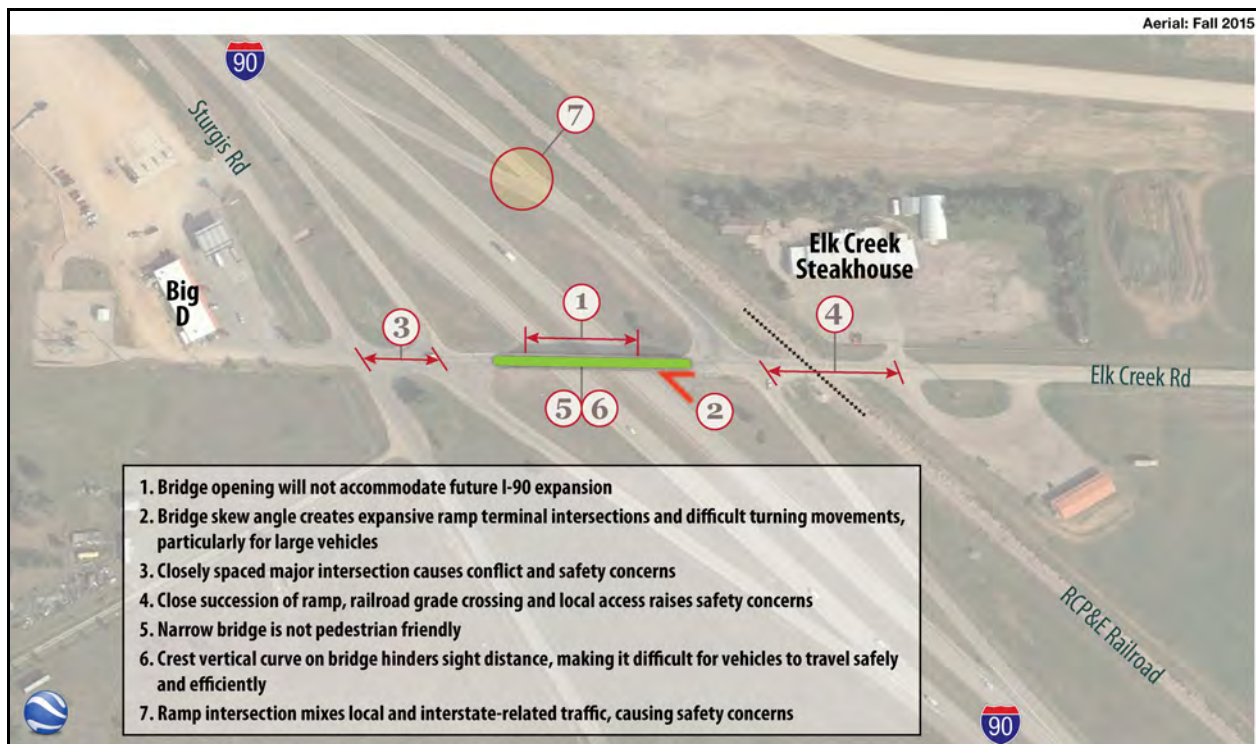 Aerial: Fall 2015
90
Sturgis Rd
7
Elk Creek
Steakhouse
Big
D
1
3
4
Elk Creek Rd
5 6
2
1. Bridge opening will not accommodate future I-90 expansion
2. Bridge skew angle creates expansive ramp terminal intersections and difficult turning movements,
particularly for large vehicles
3. Closely spaced major intersection causes conflict and safety concerns
4. Close succession of ramp, railroad grade crossing and local access raises safety concerns
5. Narrow bridge is not pedestrian friendly
6. Crest vertical curve on bridge hinders sight distance, making it difficult for vehicles to travel safely
and efficiently
7. Ramp intersection mixes local and interstate-related traffic, causing safety concerns
RCP&E Railroad
90